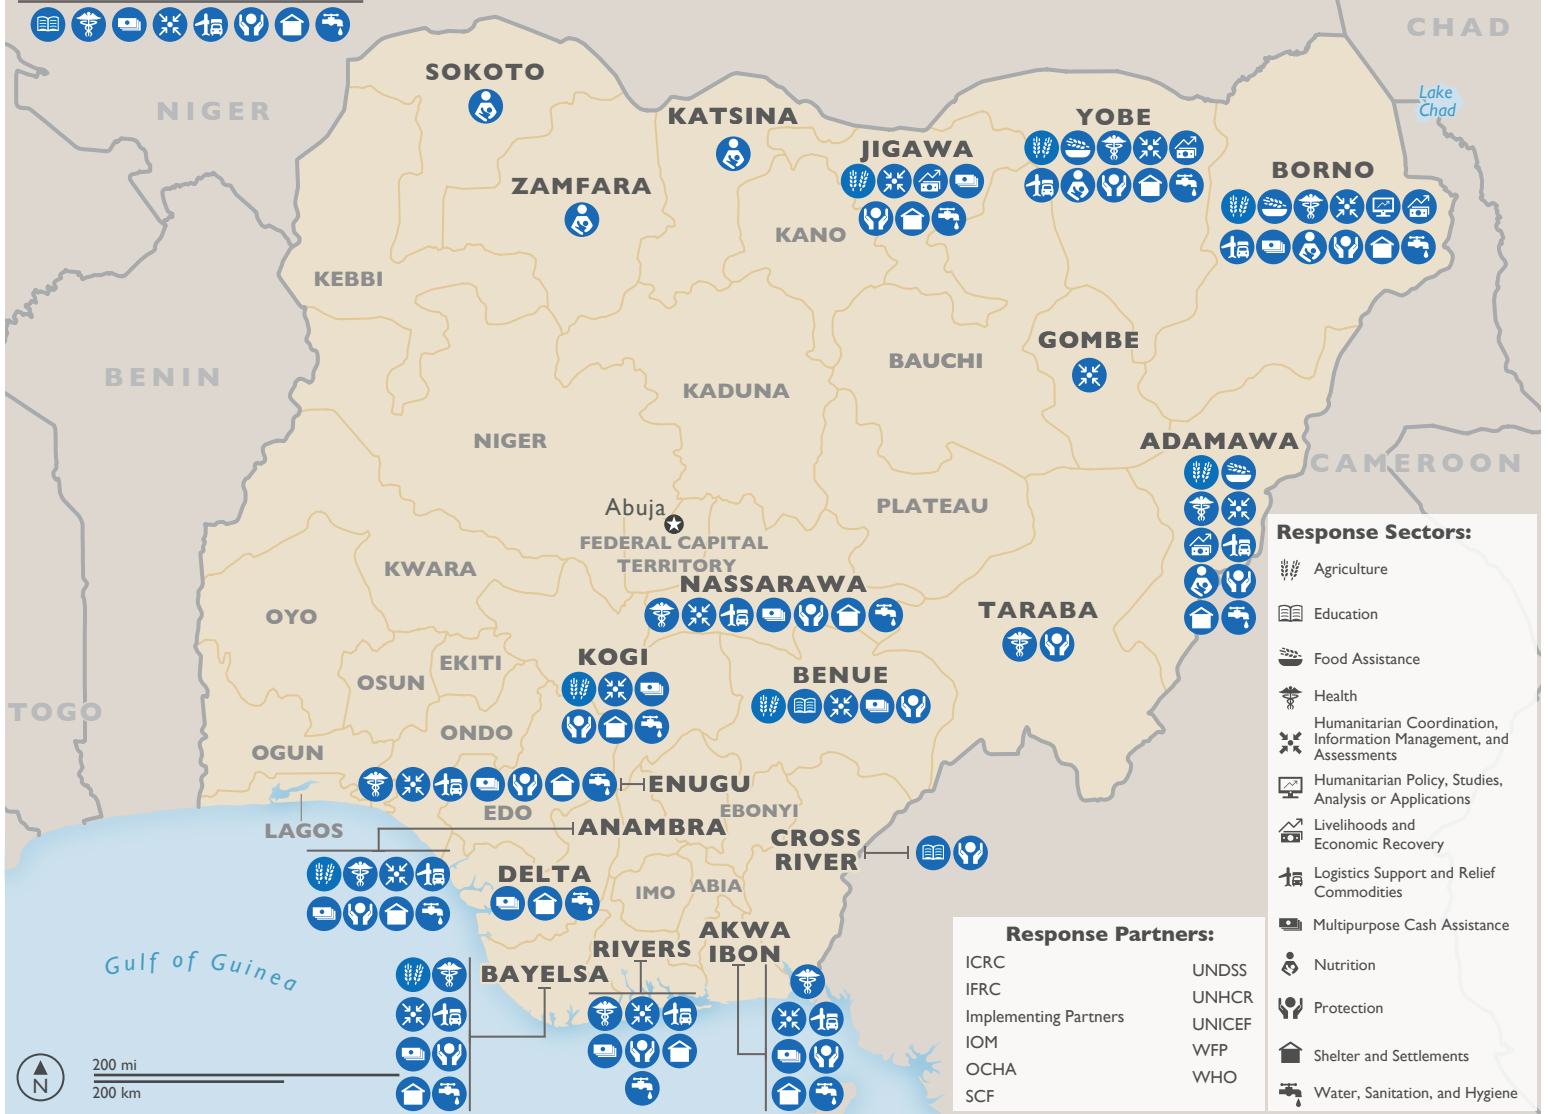 CHAD
Lake
Chad
NIGER
SOKOTO
KATSINA
YOBE
JIGAWA
BORNO
ZAMFARA
KANO
KEBBI
GOMBE
BAUCHI
BENIN
KADUNA
NIGER
ADAMAWA
CAMEROON
Abuja
PLATEAU
FEDERAL CAPITAL
TERRITORY
KWARA
NASSARAWA
OYO
TARABA
KOGI
EKITI
OSUN
BENUE
TOGO
ONDO
OGUN
ENUGU
EDO
EBONYI
LAGOS
ANAMBRA
CROSS
RIVER
DELTA
IMO
ABIA
AKWA
IBON
RIVERS
BAYELSA
Gulf of Guinea
200 mi
200 km
N
Response Partners:
ICRC
IFRC
Implementing Partners
IOM
OCHA
SCF
UNDSS
UNHCR
UNICEF
WFP
WHO
Response Sectors:
Agriculture
Education
Food Assistance
Health
Humanitarian Coordination,
Information Management, and
Assessments
Humanitarian Policy, Studies,
Analysis or Applications
Livelihoods and
Economic Recovery
Logistics Support and Relief
Commodities
Multipurpose Cash Assistance
Nutrition
Protection
Shelter and Settlements
Water, Sanitation, and Hygiene